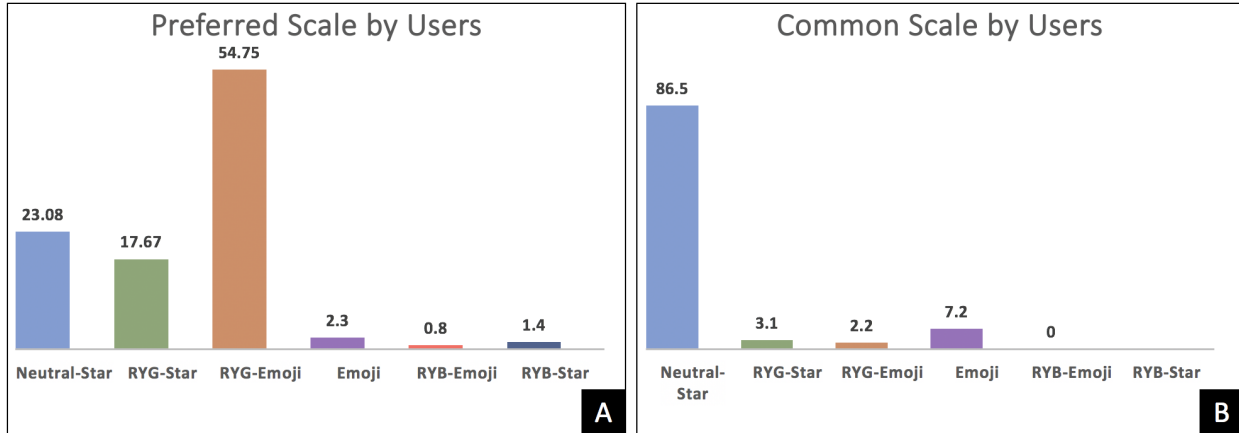 Preferred Scale by Users
54.75
23.08
17.67
2.3
0.8
1.4
Neutral-Star RYG-Star RYG-Emoji Emoji RYB-Emoji RYB-Star
A
Common Scale by Users
86.5
3.1
2.2
7.2
0
Neutral-
Star
RYG-Star RYG-Emoji Emoji RYB-Emoji RYB-Star
B